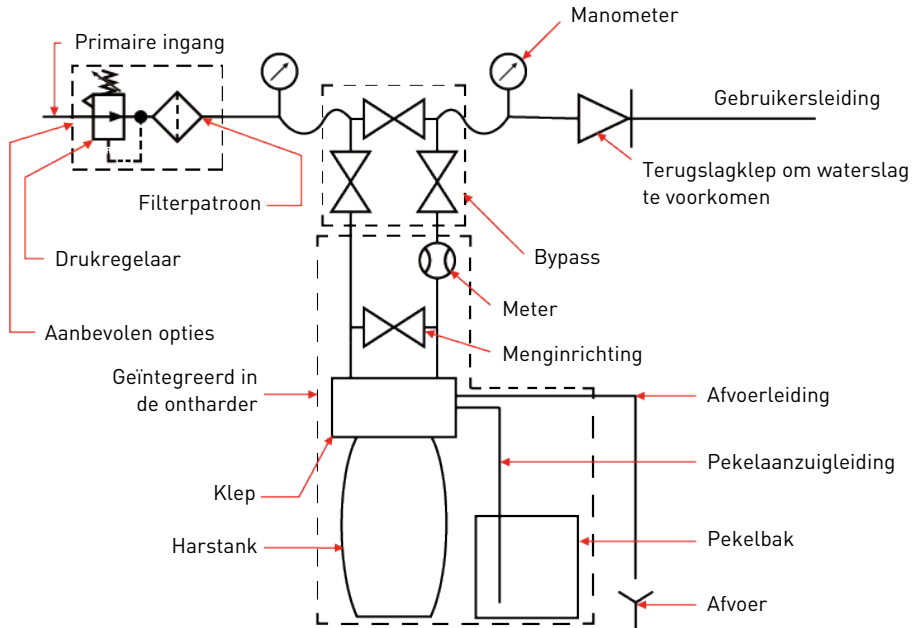 Primaire ingang
Manometer
Gebruikersleiding
Terugslagklep om waterslag
te voorkomen
Filterpatroon
Bypass
Drukregelaar
Meter
Aanbevolen opties
Menginrichting
Geïntegreerd in
de ontharder
Afvoerleiding
Pekelaanzuigleiding
Klep
Harstank
Pekelbak
Afvoer